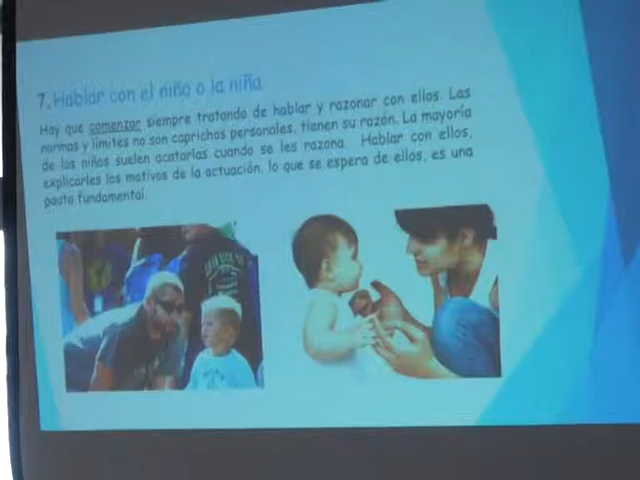 7. Hablar con el niño o la niña
Hay que comenzar siempre tratando de hablar y razonar con ellos. Las
normas y límites no son caprichos personales, tienen su razón. La mayoría
de los niños suelen acatarlas cuando se les razona. Hablar con ellos,
explicarles los motivos de la actuación, lo que se espera de ellos, es una
pauta fundamental.